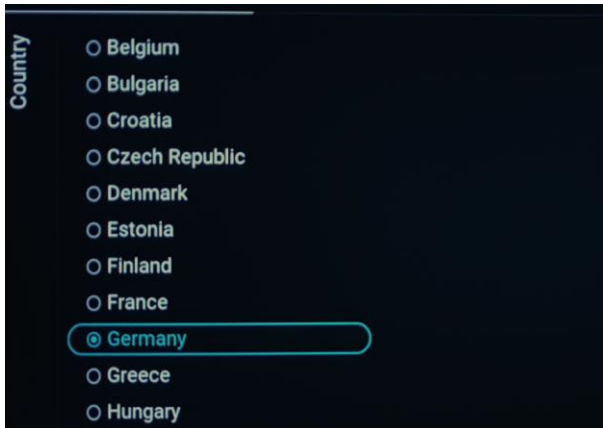 Country
Belgium
Bulgaria
Croatia
Czech Republic
Denmark
Estonia
Finland
France
Germany
Greece
Hungary